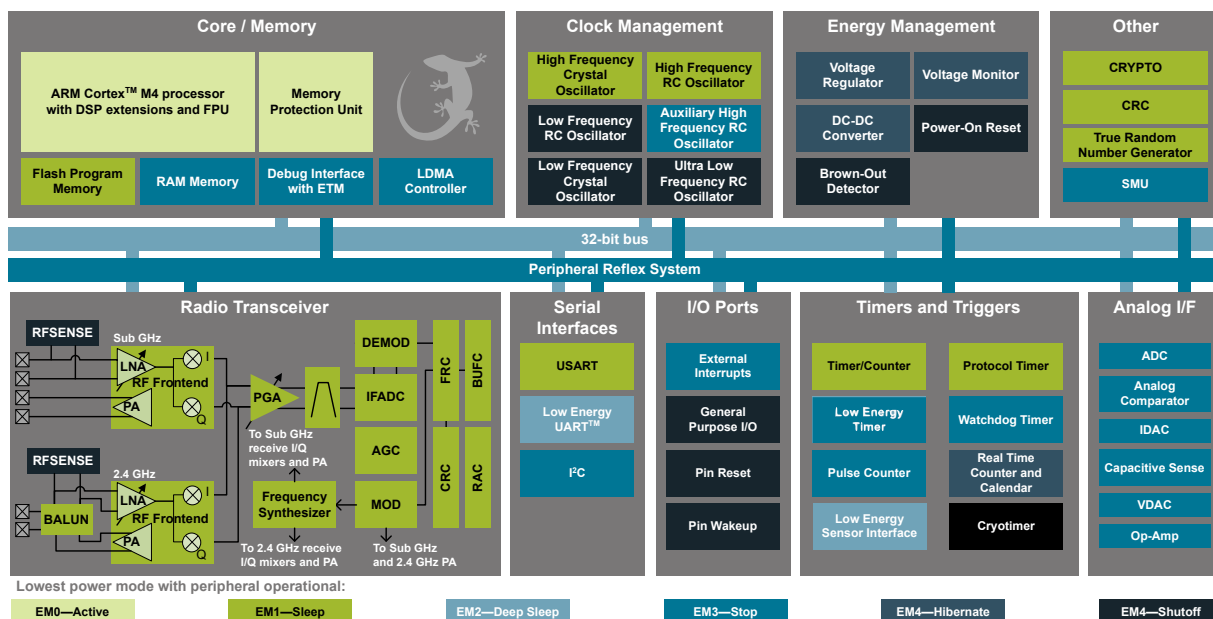 Core / Memory
ARM Cortex™ M4 processor
with DSP extensions and FPU
Memory
Protection Unit
Flash Program
Memory
RAM Memory
Debug Interface
with ETM
LDMA
Controller
Clock Management
High Frequency
Crystal
Oscillator
High Frequency
RC Oscillator
Low Frequency
RC Oscillator
Auxiliary High
Frequency RC
Oscillator
Low Frequency
Crystal
Oscillator
Ultra Low
Frequency RC
Oscillator
Energy Management
Voltage
Regulator
Voltage Monitor
DC-DC
Converter
Power-On Reset
Brown-Out
Detector
Other
CRYPTO
CRC
True Random
Number Generator
SMU
32-bit bus
Peripheral Reflex System
Radio Transceiver
RFSENSE
Sub GHz
LNA
I
RF Frontend
PA
Q
RFSENSE
2.4 GHz
LNA
I
RF Frontend
BALUN
PA
Q
PGA
To Sub GHz
receive I/Q
mixers and PA
Frequency
Synthesizer
To 2.4 GHz receive
I/Q mixers and PA
DEMOD
IFADC
AGC
MOD
To Sub GHz
and 2.4 GHz PA
FRC
BUFC
CRC
RAC
Serial
Interfaces
USART
Low Energy
UART™
I²C
I/O Ports
External
Interrupts
General
Purpose I/O
Pin Reset
Pin Wakeup
Timers and Triggers
Timer/Counter
Protocol Timer
Low Energy
Timer
Watchdog Timer
Pulse Counter
Real Time
Counter and
Calendar
Low Energy
Sensor Interface
Cryotimer
Analog I/F
ADC
Analog
Comparator
IDAC
Capacitive Sense
VDAC
Op-Amp
Lowest power mode with peripheral operational:
EM0—Active
EM1—Sleep
EM2—Deep Sleep
EM3—Stop
EM4—Hibernate
EM4—Shutoff